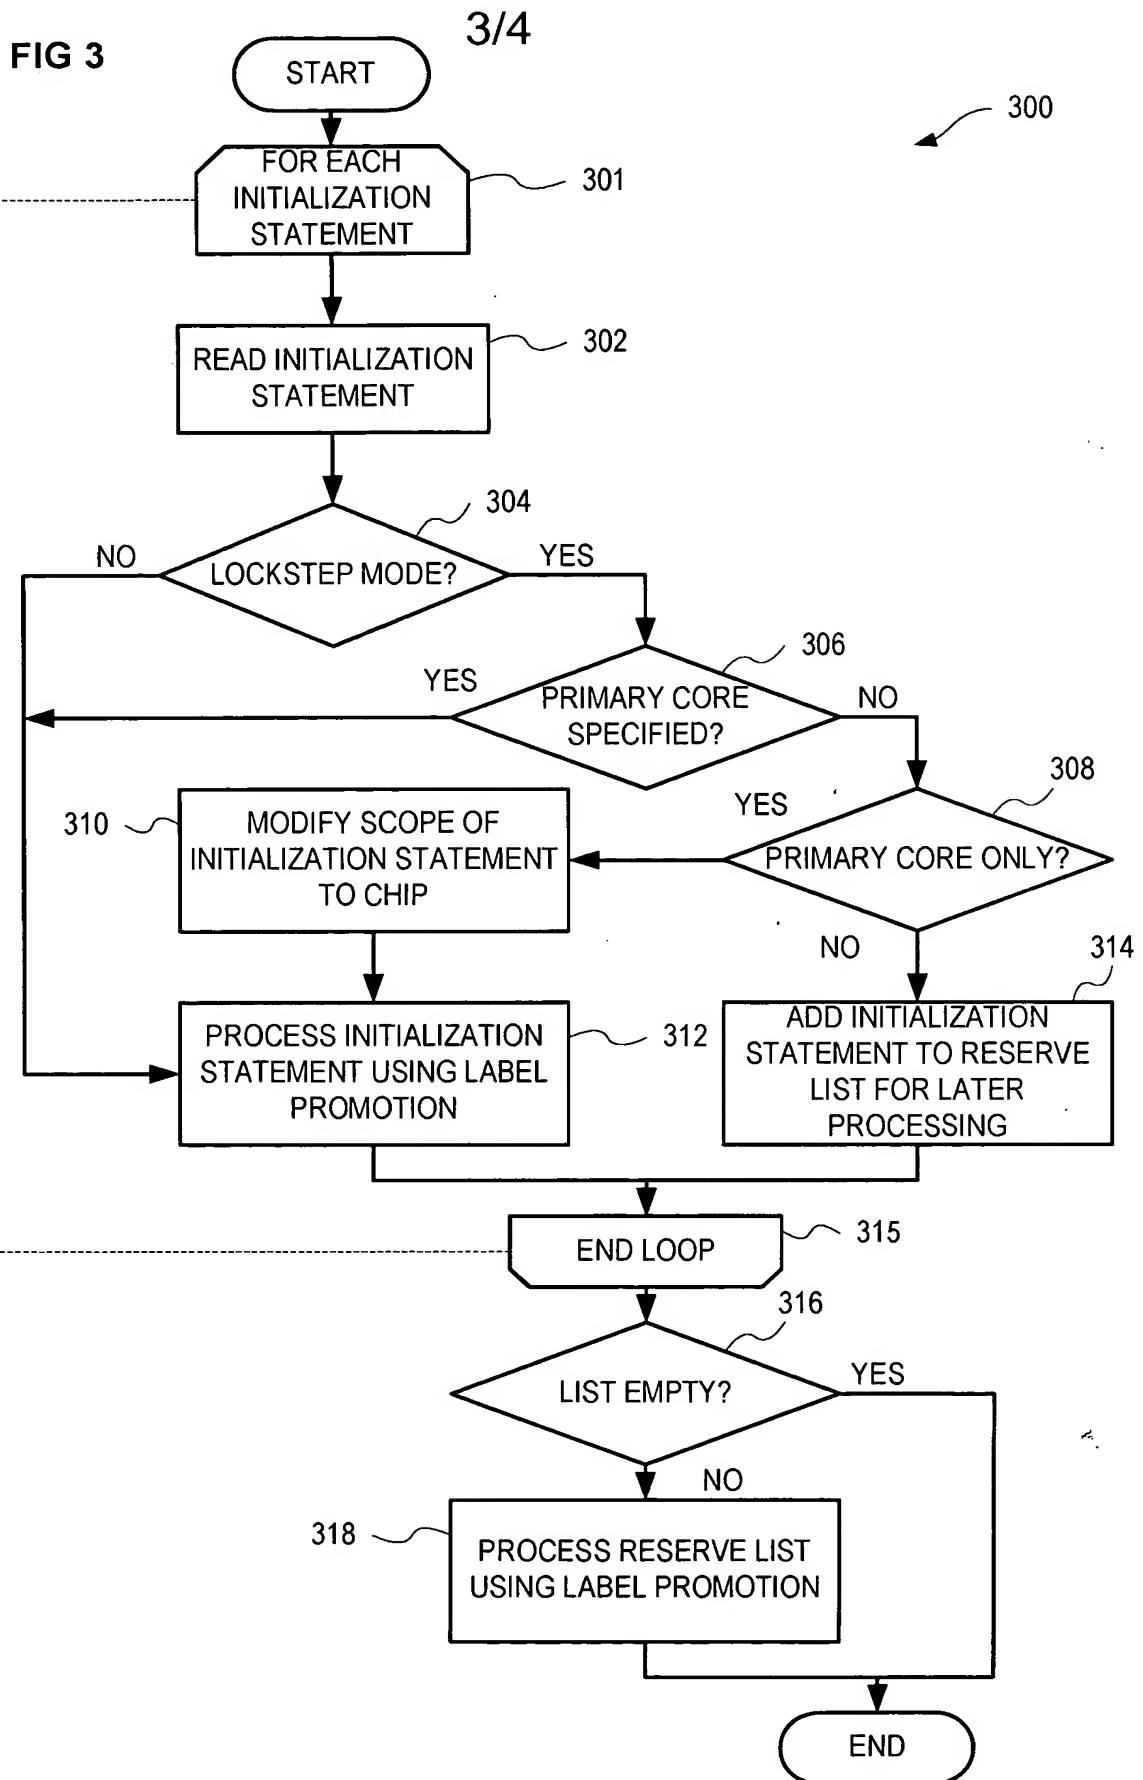 3/4
FIG 3
START
300
FOR EACH
INITIALIZATION
STATEMENT
301
READ INITIALIZATION
STATEMENT
302
304
NO
YES
LOCKSTEP MODE?
306
YES
PRIMARY CORE
SPECIFIED?
NO
308
YES
PRIMARY CORE ONLY?
310
MODIFY SCOPE OF
INITIALIZATION STATEMENT
TO CHIP
NO
314
PROCESS INITIALIZATION
STATEMENT USING LABEL
PROMOTION
312
ADD INITIALIZATION
STATEMENT TO RESERVE
LIST FOR LATER
PROCESSING
END LOOP
315
316
LIST EMPTY?
YES
NO
318
PROCESS RESERVE LIST
USING LABEL PROMOTION
END